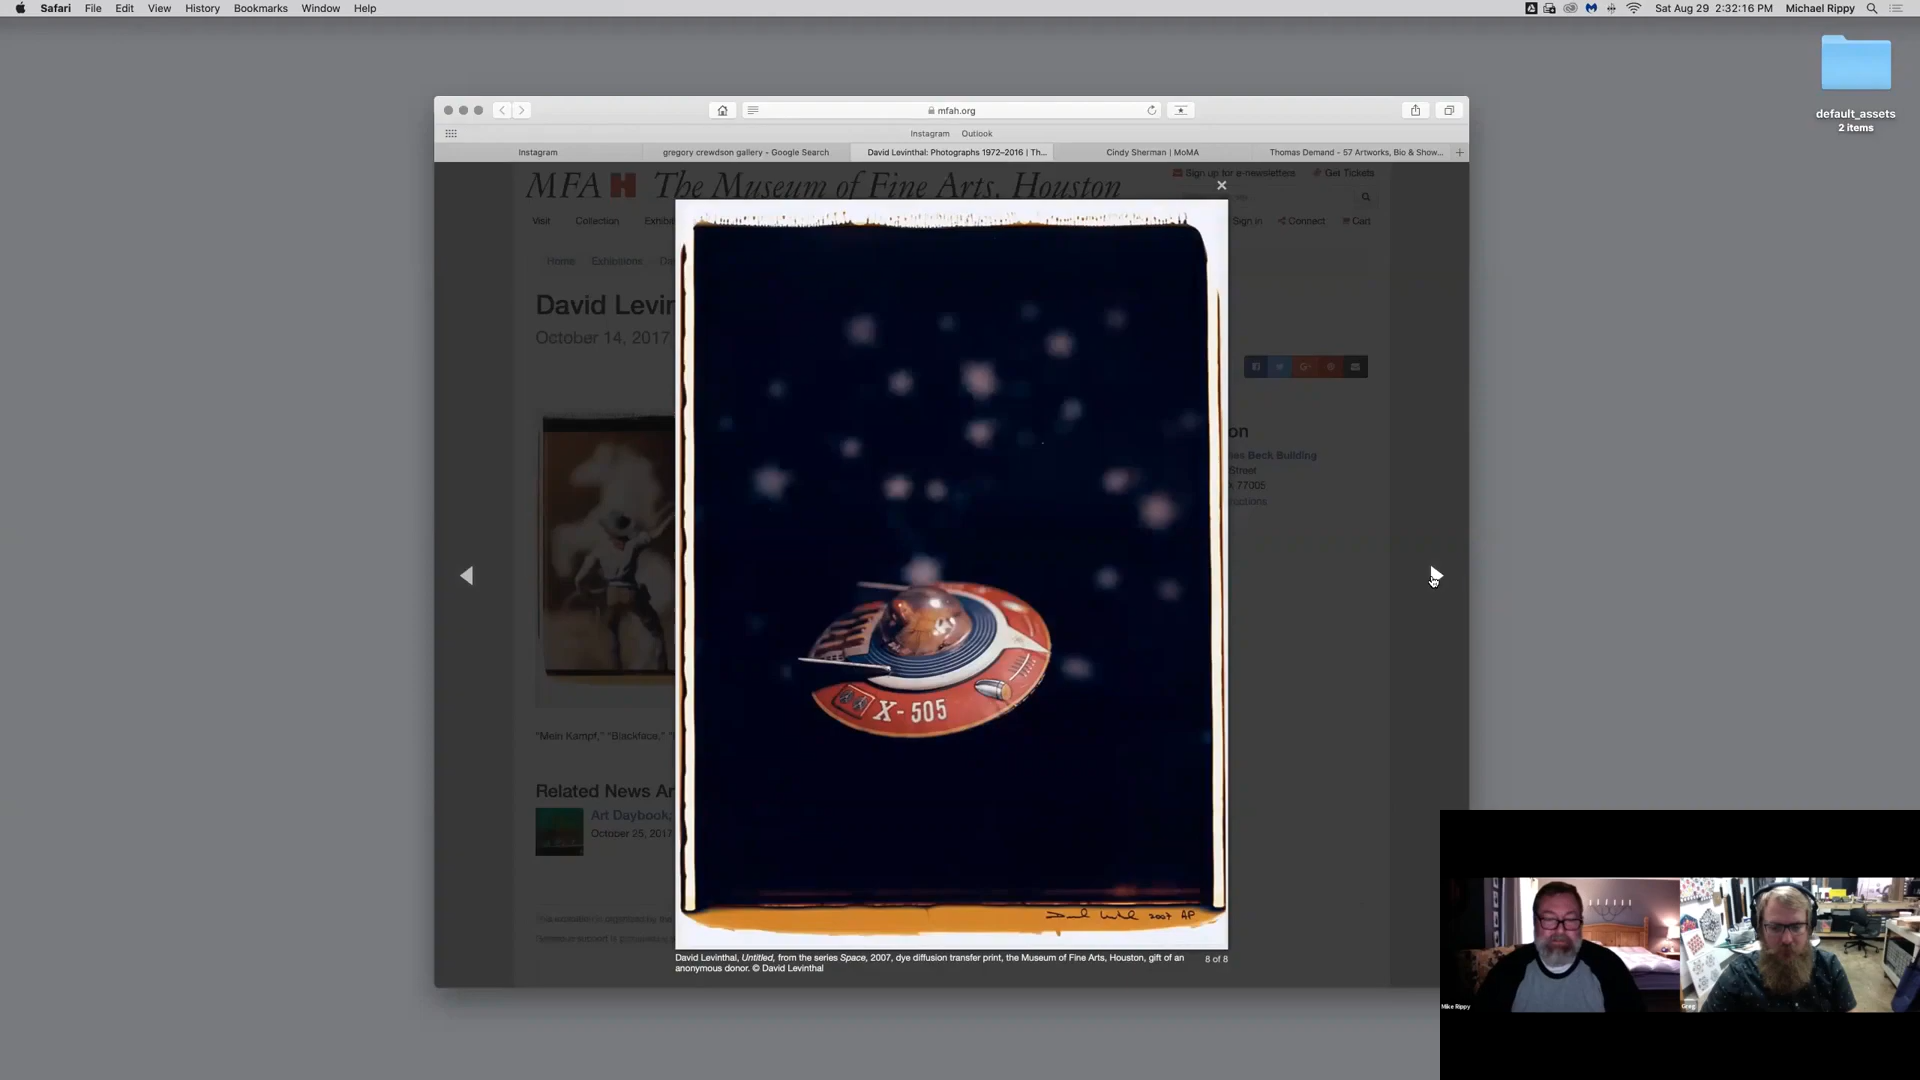 Safari File Edit View History Bookmarks Window Help Sat Aug 29 2:32:16 PM Michael Rippy
default_assets
2 items
mfah.org
Instagram Outlook
Instagram gregory crewdson gallery - Google Search David Levinthal: Photographs 1972–2016 | Th... Cindy Sherman | MoMA Thomas Demand - 57 Artworks, Bio & Show...
MFA H The Museum of Fine Arts, Houston
Sign up for e-newsletters Get Tickets
Visit Collection Exhibi Sign in Connect Cart
Home Exhibitions Da
David Levin
October 14, 2017
on
Beck Building
Street
77005
X-505
"Mein Kampf," "Blackface,"
Related News Ar
Art Daybook:
October 25, 2017
2007 AP
David Levinthal, Untitled, from the series Space, 2007, dye diffusion transfer print, the Museum of Fine Arts, Houston, gift of an
anonymous donor. © David Levinthal
8 of 8
Mike Rippy
Greg